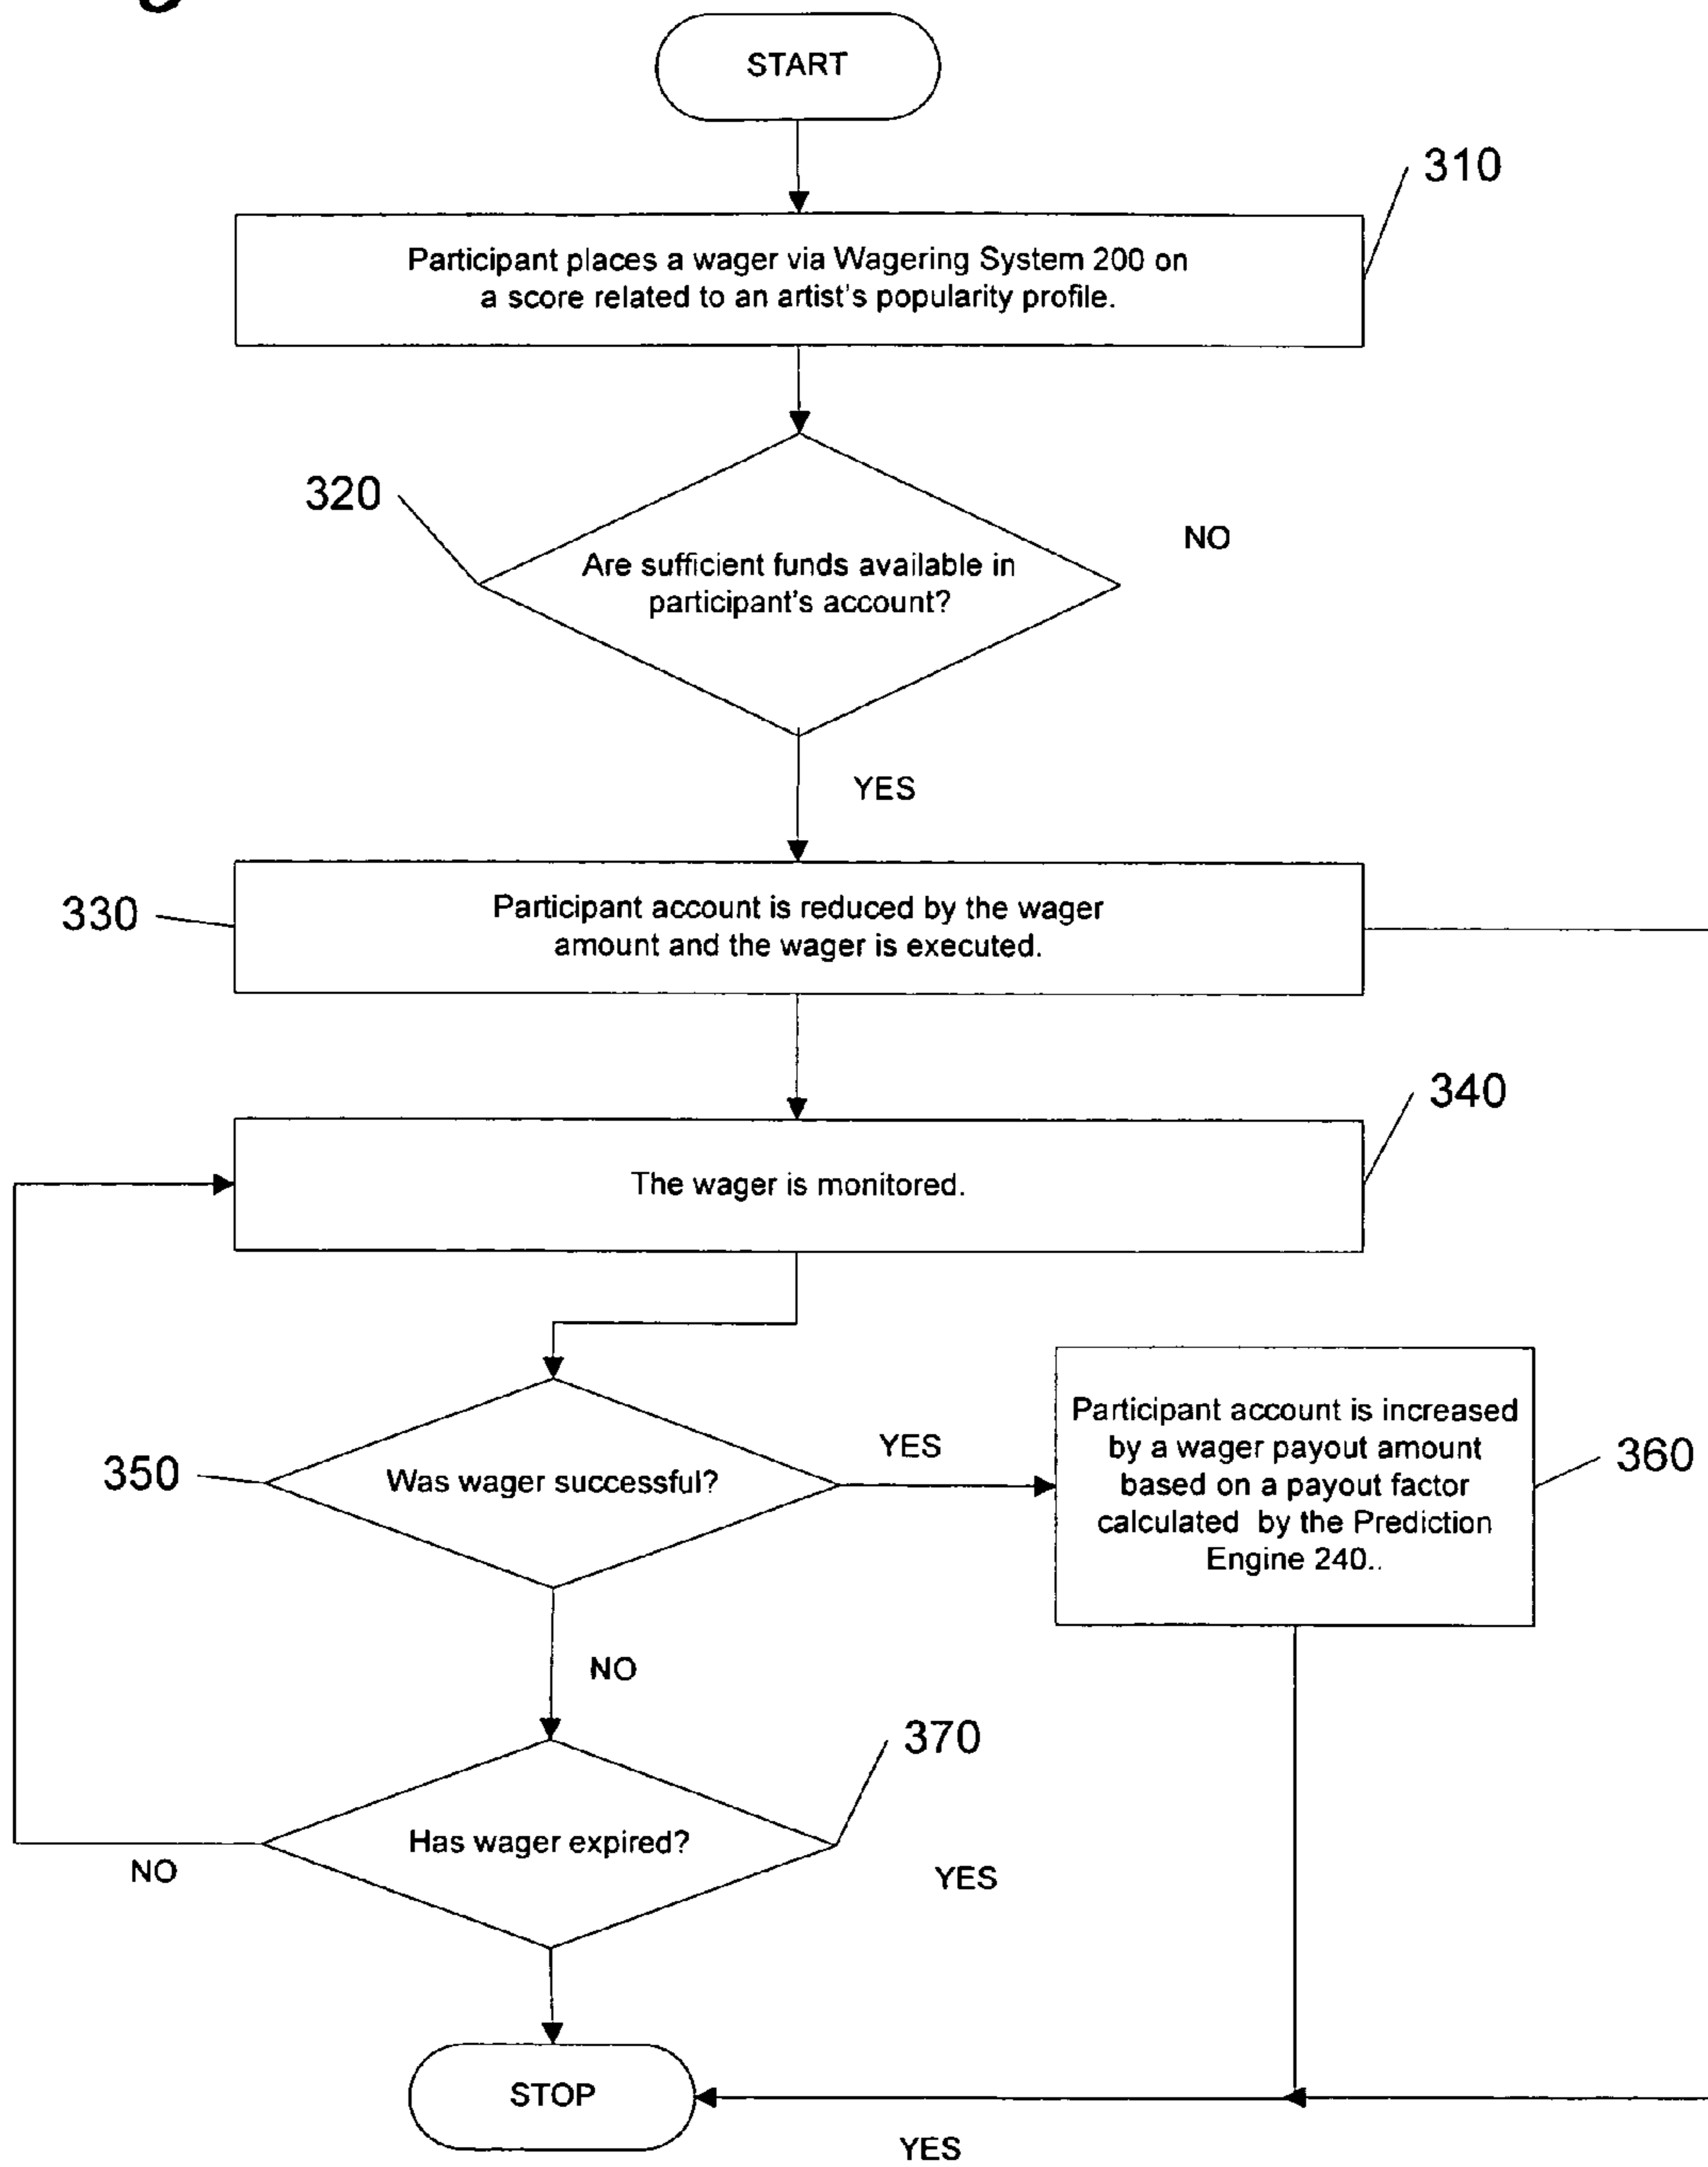 START
310
Participant places a wager via Wagering System 200 on
a score related to an artist's popularity profile.
320
NO
Are sufficient funds available in
participant's account?
YES
330
Participant account is reduced by the wager
amount and the wager is executed.
340
The wager is monitored.
350
Was wager successful?
YES
Participant account is increased
by a wager payout amount
based on a payout factor
calculated by the Prediction
Engine 240..
360
NO
370
Has wager expired?
NO
YES
STOP
YES